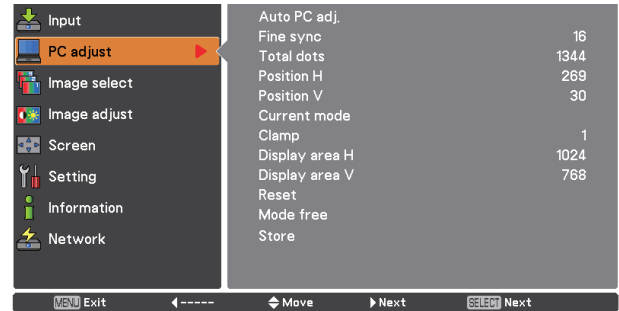 Input
PC adjust
Image select
Image adjust
Screen
Setting
Information
Network
Auto PC adj.
Fine sync 16
Total dots 1344
Position H 269
Position V 30
Current mode
Clamp 1
Display area H 1024
Display area V 768
Reset
Mode free
Store
MENU Exit ----- Move Next SELECT Next